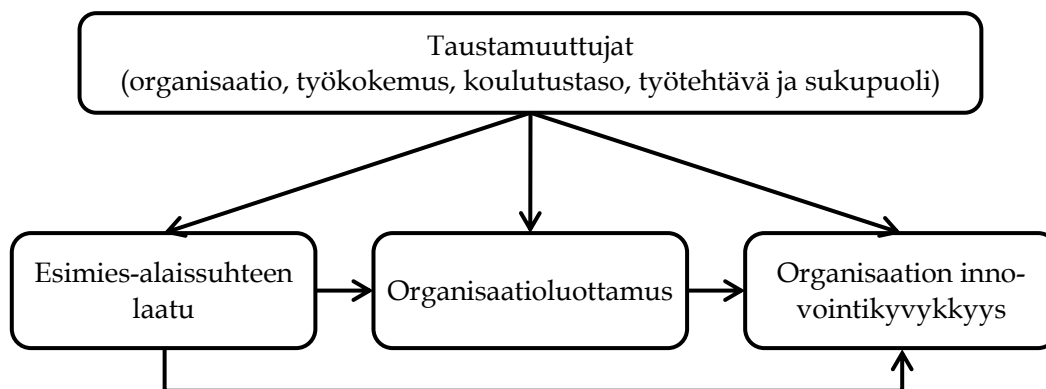 Taustamuuttujat
(organisaatio, työkokemus, koulutustaso, työtehtävä ja sukupuoli)
Esimies-alaissuhteen
laatu
Organisaatioluottamus
Organisaation inno-
vointikyvykkyys